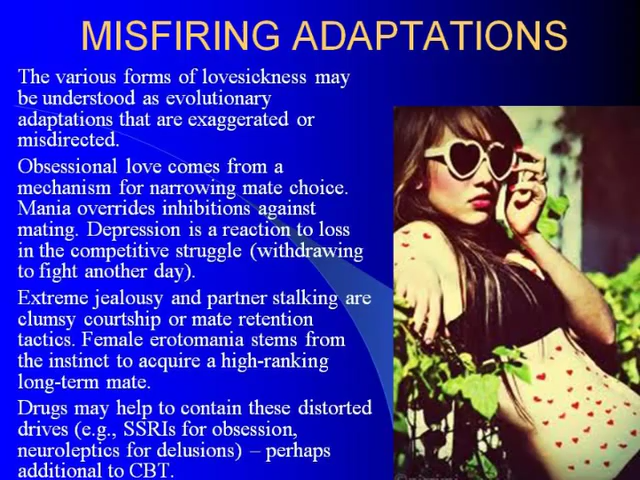 MISFIRING ADAPTATIONS
The various forms of lovesickness may
be understood as evolutionary
adaptations that are exaggerated or
misdirected.
Obsessional love comes from a
mechanism for narrowing mate choice.
Mania overrides inhibitions against
mating. Depression is a reaction to loss
in the competitive struggle (withdrawing
to fight another day).
Extreme jealousy and partner stalking are
clumsy courtship or mate retention
tactics. Female erotomania stems from
the instinct to acquire a high-ranking
long-term mate.
Drugs may help to contain these distorted
drives (e.g., SSRIs for obsession,
neuroleptics for delusions) – perhaps
additional to CBT.